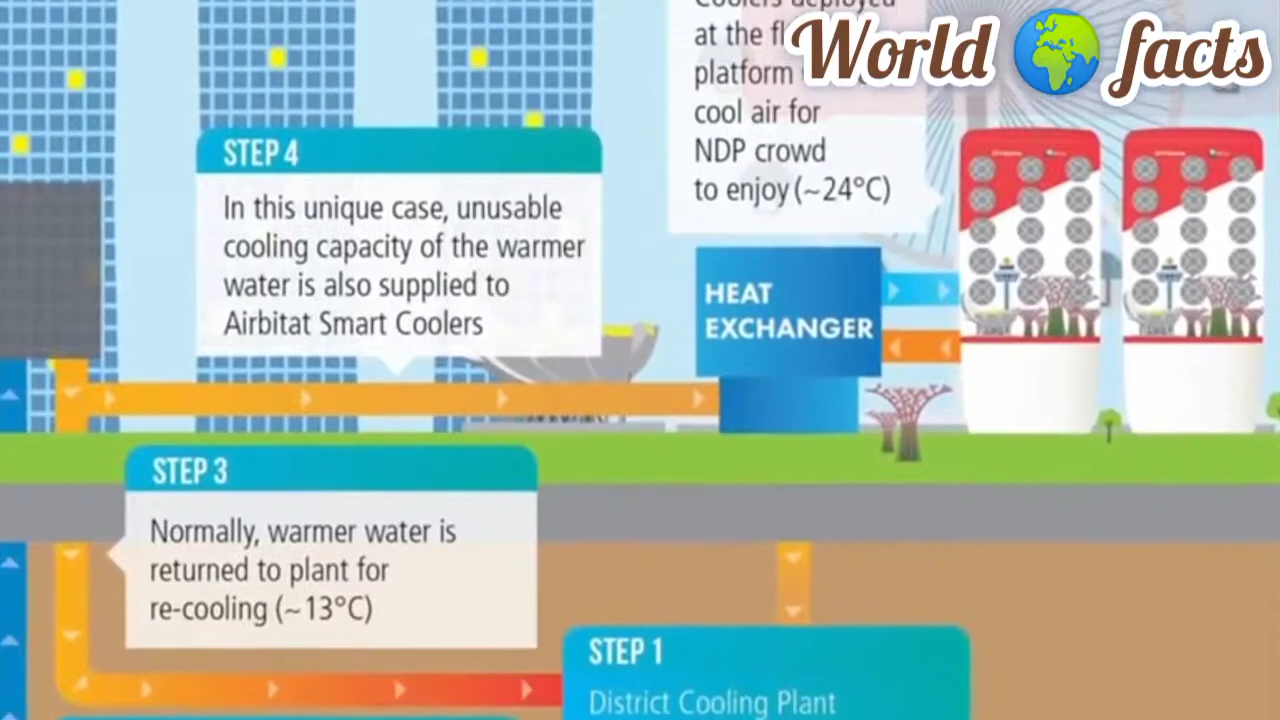 World facts
Coolers deployed
at the
platform
cool air for
NDP crowd
to enjoy (~24°C)
STEP 4
In this unique case, unusable
cooling capacity of the warmer
water is also supplied to
Airbitat Smart Coolers
HEAT
EXCHANGER
STEP 3
Normally, warmer water is
returned to plant for
re-cooling (~13°C)
STEP 1
District Cooling Plant